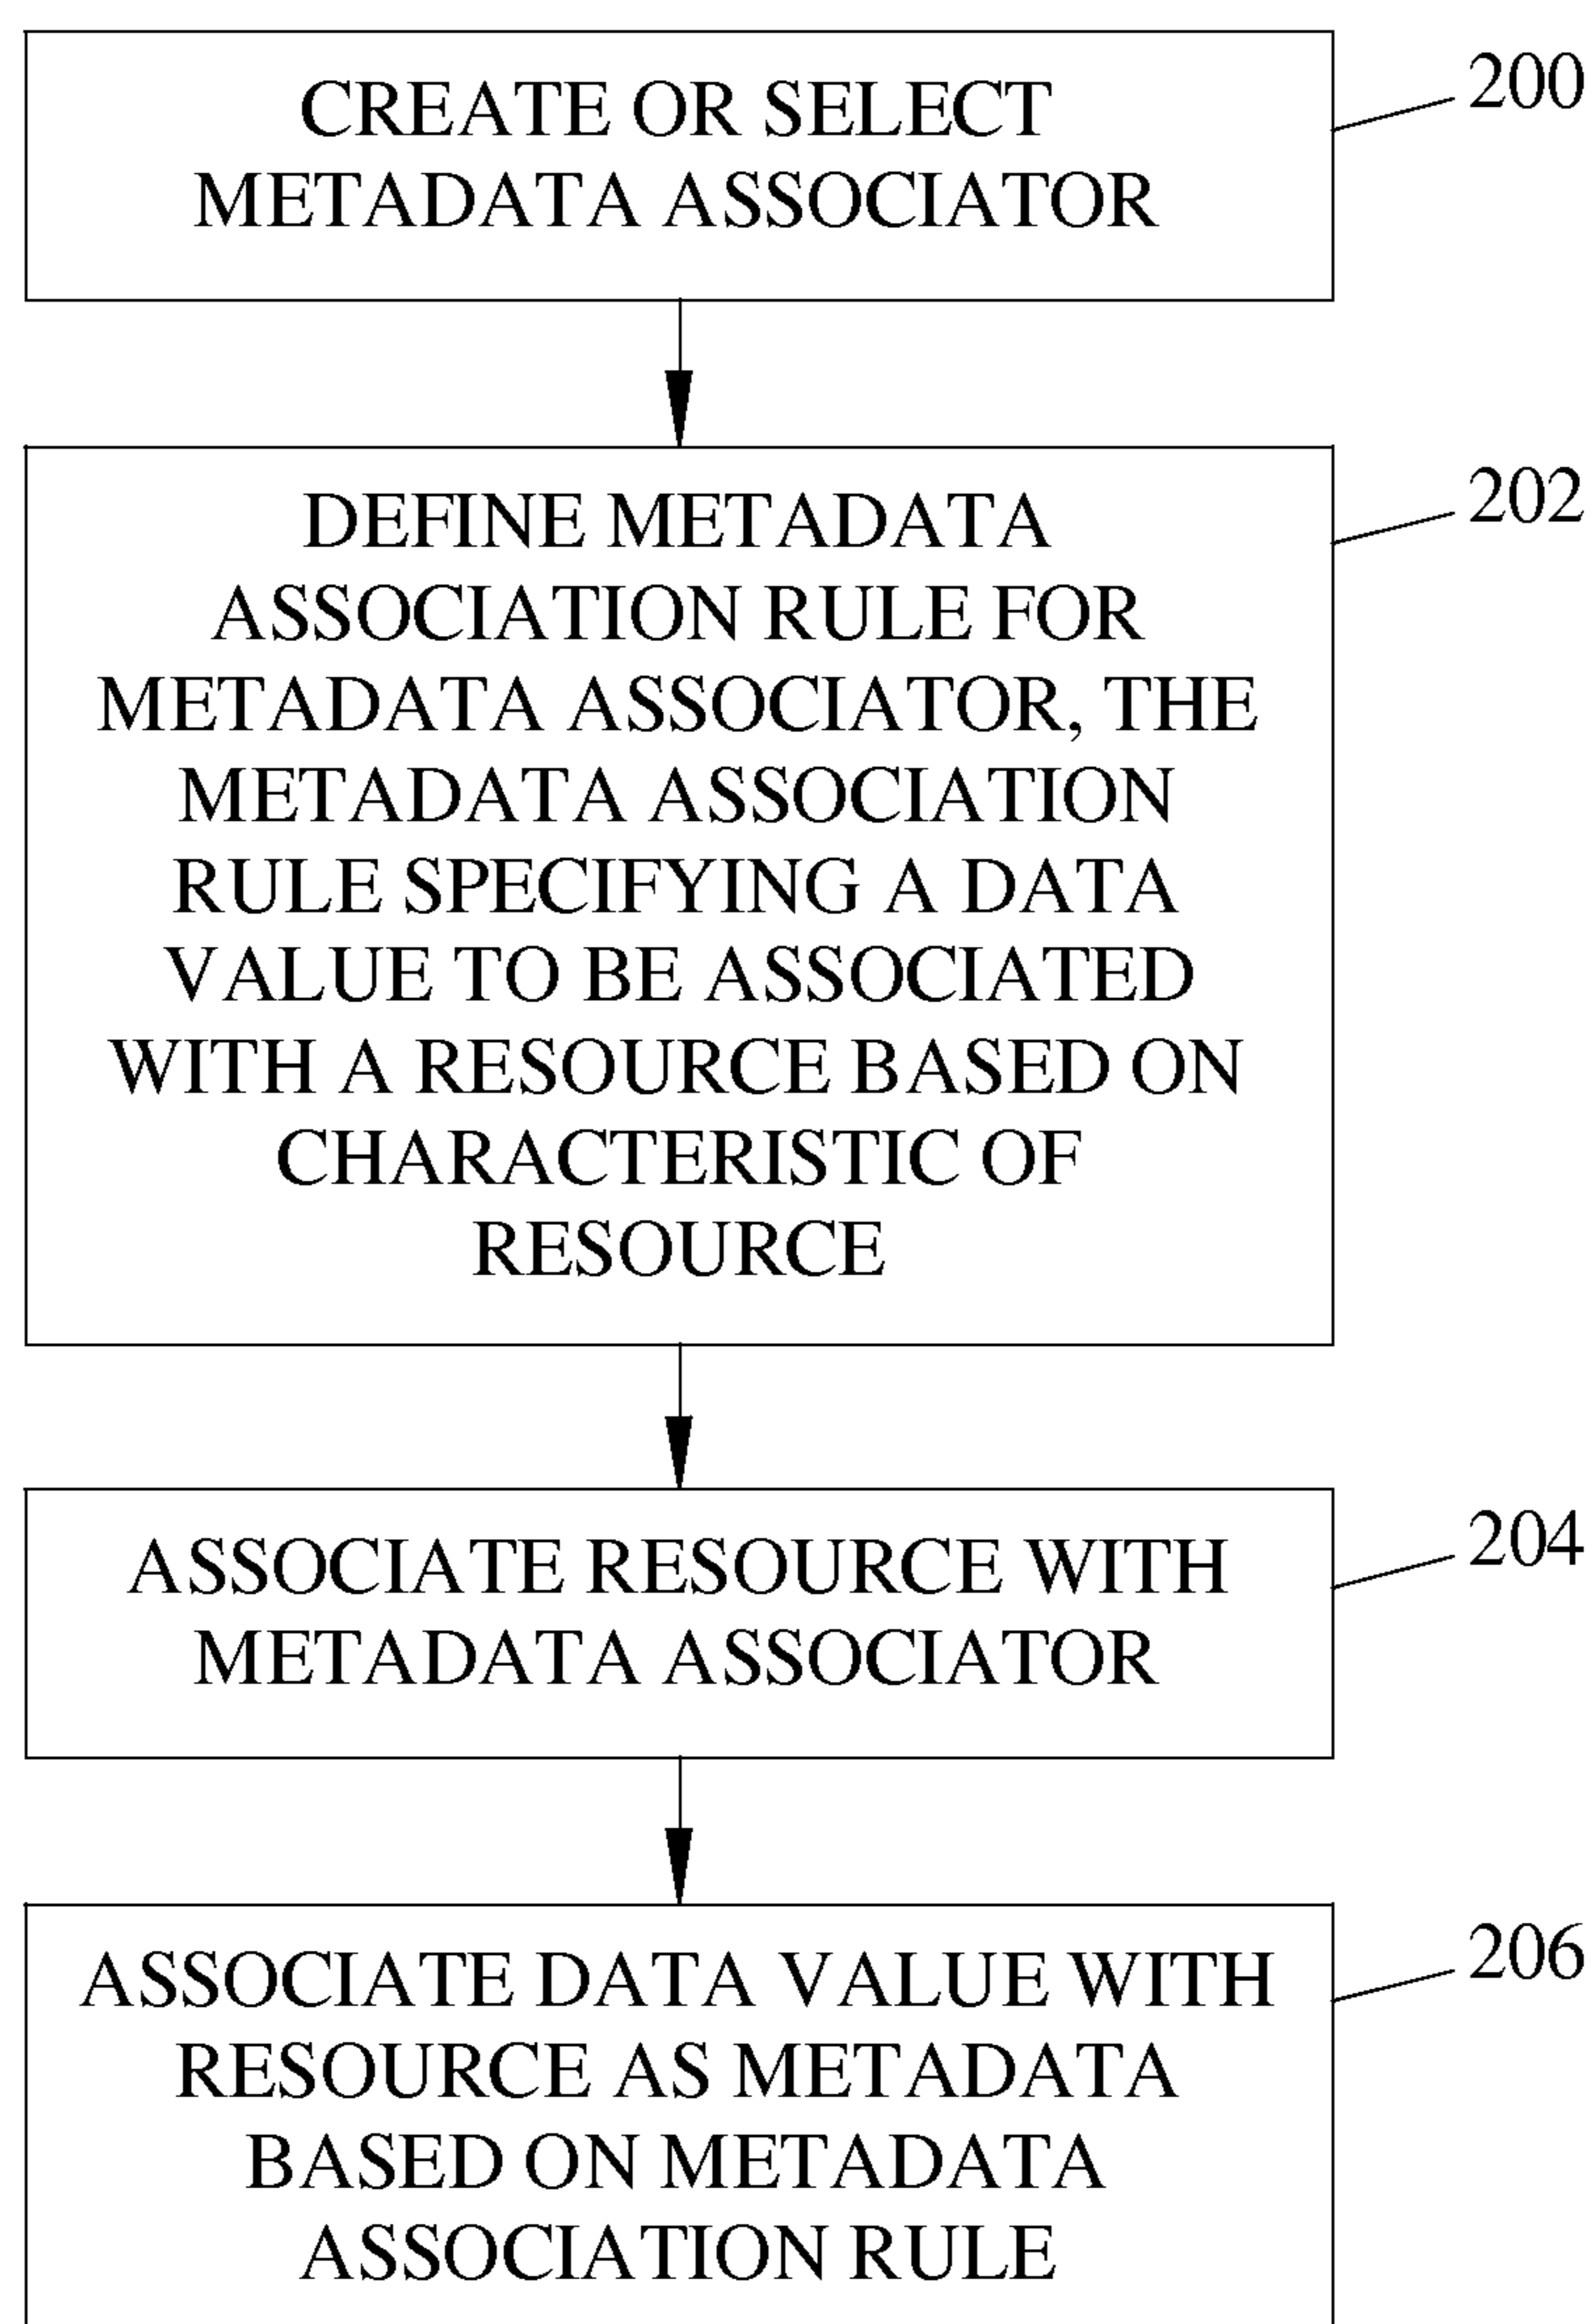 CREATE OR SELECT
METADATA ASSOCIATOR
200
DEFINE METADATA
ASSOCIATION RULE FOR
METADATA ASSOCIATOR, THE
METADATA ASSOCIATION
RULE SPECIFYING A DATA
VALUE TO BE ASSOCIATED
WITH A RESOURCE BASED ON
CHARACTERISTIC OF
RESOURCE
202
ASSOCIATE RESOURCE WITH
METADATA ASSOCIATOR
204
ASSOCIATE DATA VALUE WITH
RESOURCE AS METADATA
BASED ON METADATA
ASSOCIATION RULE
206